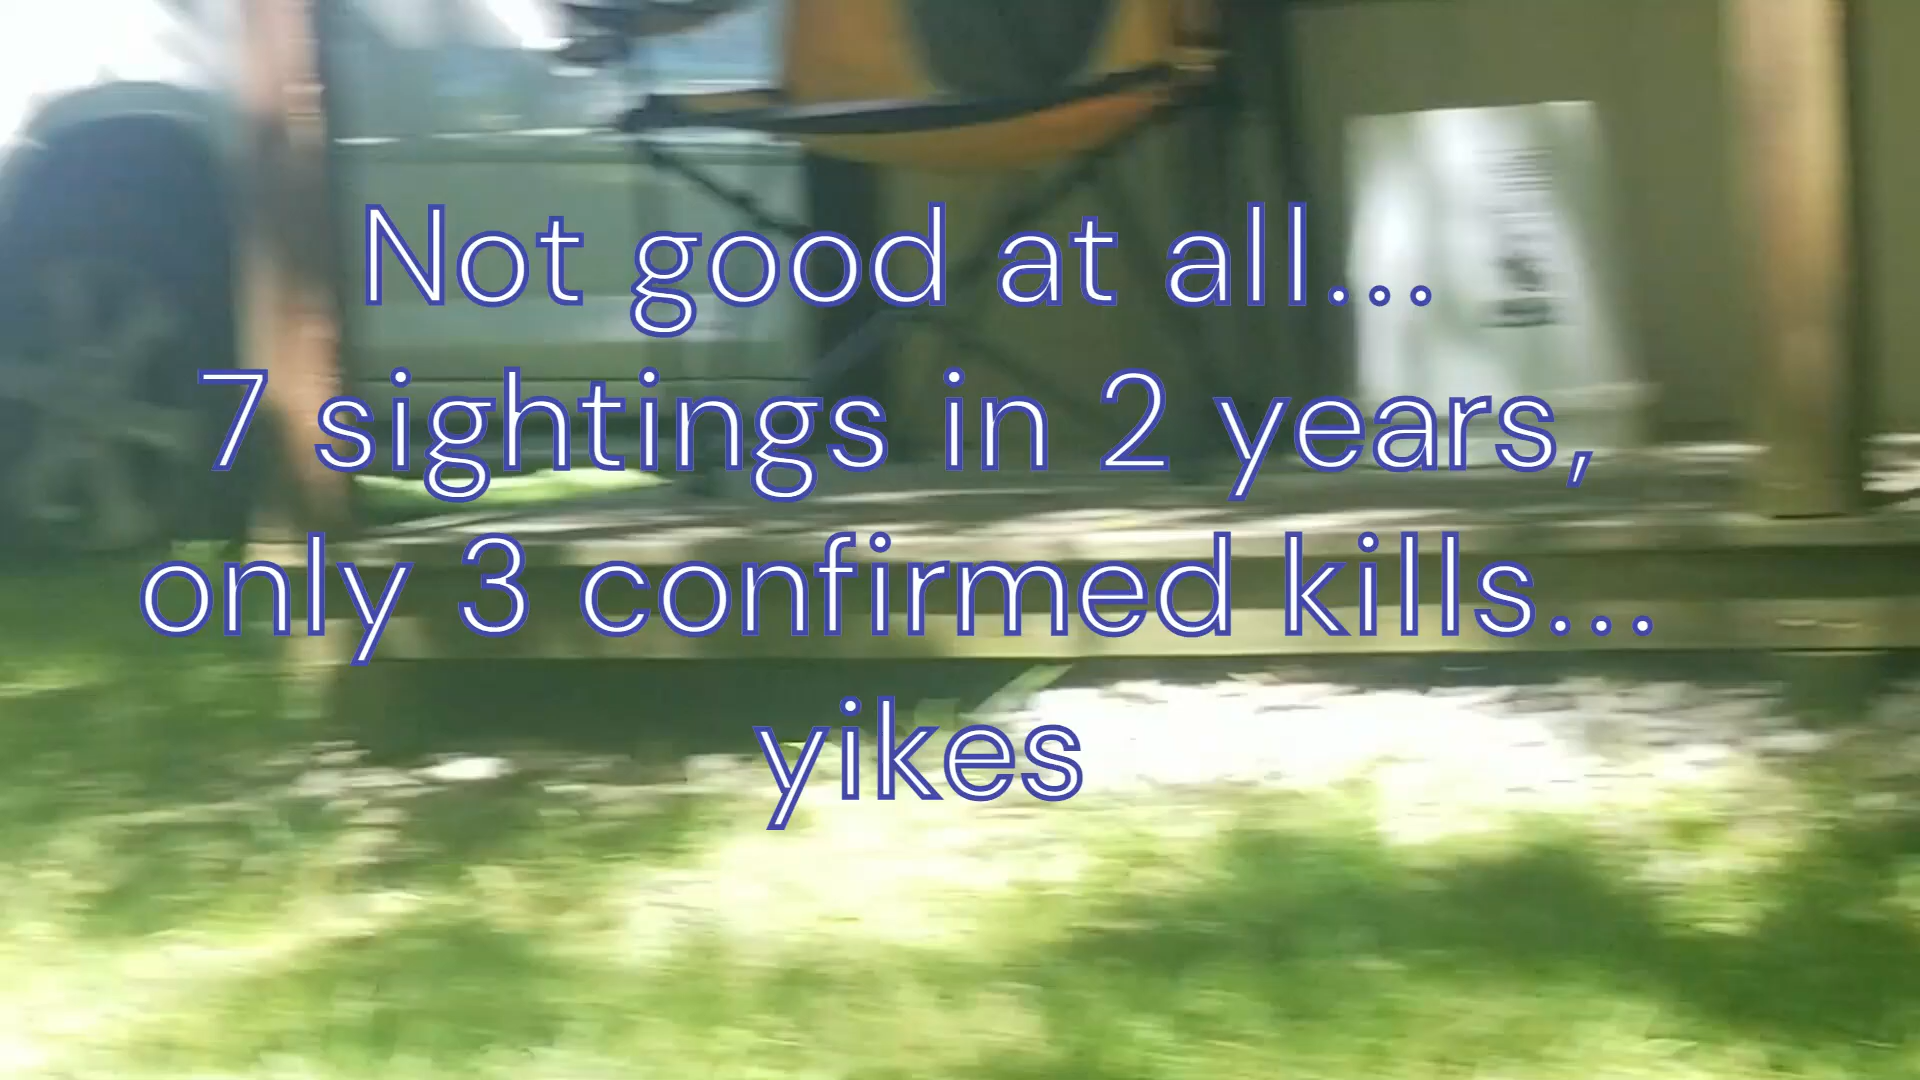 Not good at all...
7 sightings in 2 years,
only 3 confirmed kills...
yikes